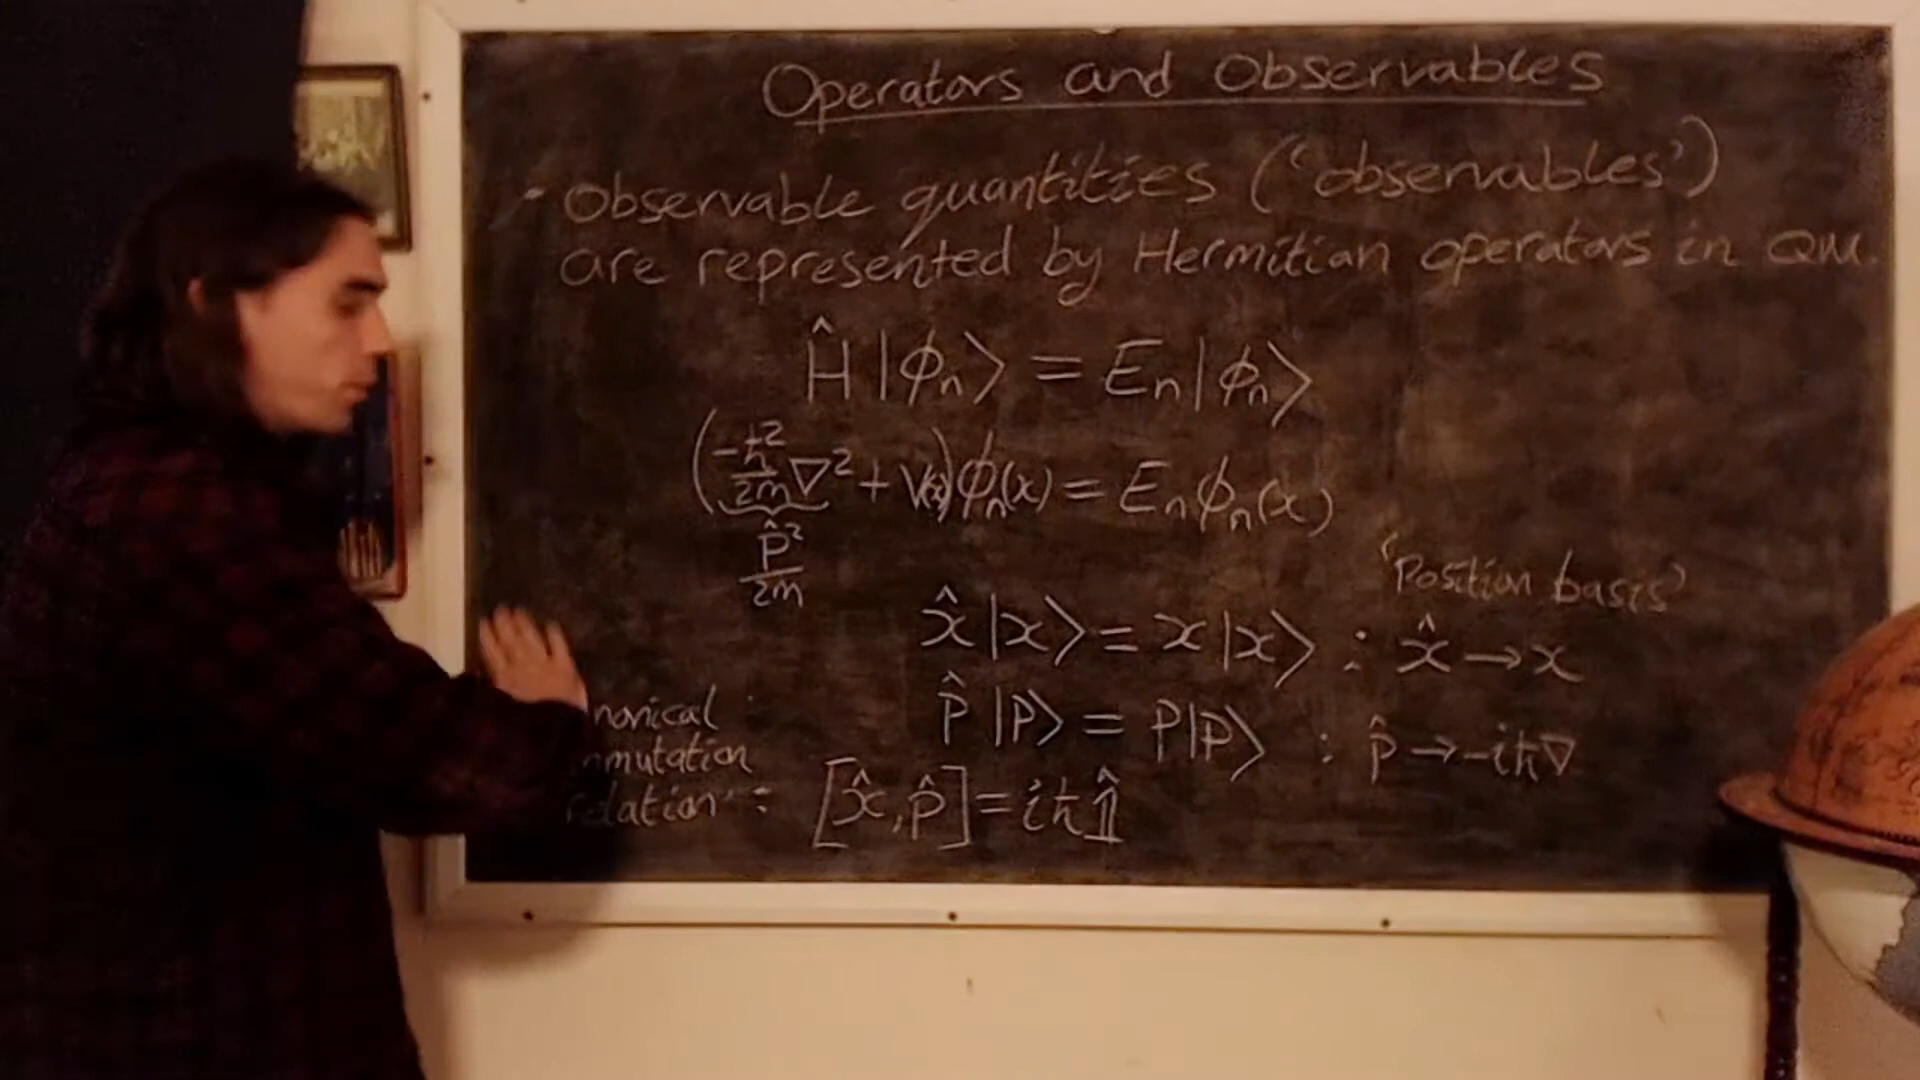 Operators and Observables
- Observable quantities ('observables')
are represented by Hermitian operators in QM.
Ĥ|ϕₙ⟩ = Eₙ|ϕₙ⟩
(-ħ²/2m ∇² + V(x))ϕₙ(x) = Eₙϕₙ(x)
p̂²/2m
'Position basis'
x̂|x⟩ = x|x⟩ : x̂ → x
p̂|p⟩ = p|p⟩ : p̂ → -iħ∇
nonical
mmutation
relation' : [x̂, p̂] = iħ𝟙̂